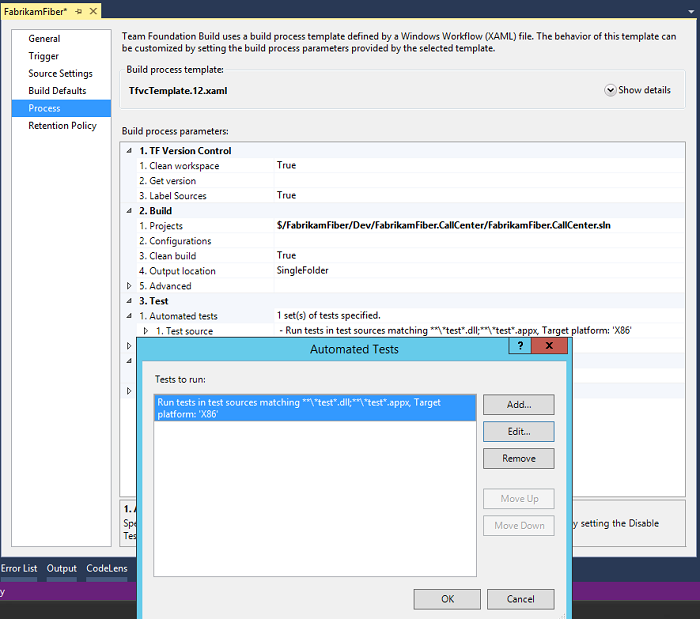 FabrikamFiber*
General
Trigger
Source Settings
Build Defaults
Process
Retention Policy
Team Foundation Build uses a build process template defined by a Windows Workflow (XAML) file. The behavior of this template can
be customized by setting the build process parameters provided by the selected template.
Build process template:
TfvcTemplate.12.xaml
Show details
Build process parameters:
1. TF Version Control
1. Clean workspace True
2. Get version
3. Label Sources True
2. Build
1. Projects $/FabrikamFiber/Dev/FabrikamFiber.CallCenter/FabrikamFiber.CallCenter.sln
2. Configurations
3. Clean build True
4. Output location SingleFolder
5. Advanced
3. Test
1. Automated tests 1 set(s) of tests specified.
1. Test source - Run tests in test sources matching **\*test*.dll;**\*test*.appx, Target platform: 'X86'
Automated Tests
?
Tests to run:
Run tests in test sources matching **\*test*.dll;**\*test*.appx, Target
platform: 'X86'
Add...
Edit...
Remove
Move Up
Move Down
OK
Cancel
1. A
Spe
y setting the Disable
Tes
Error List Output CodeLens
y